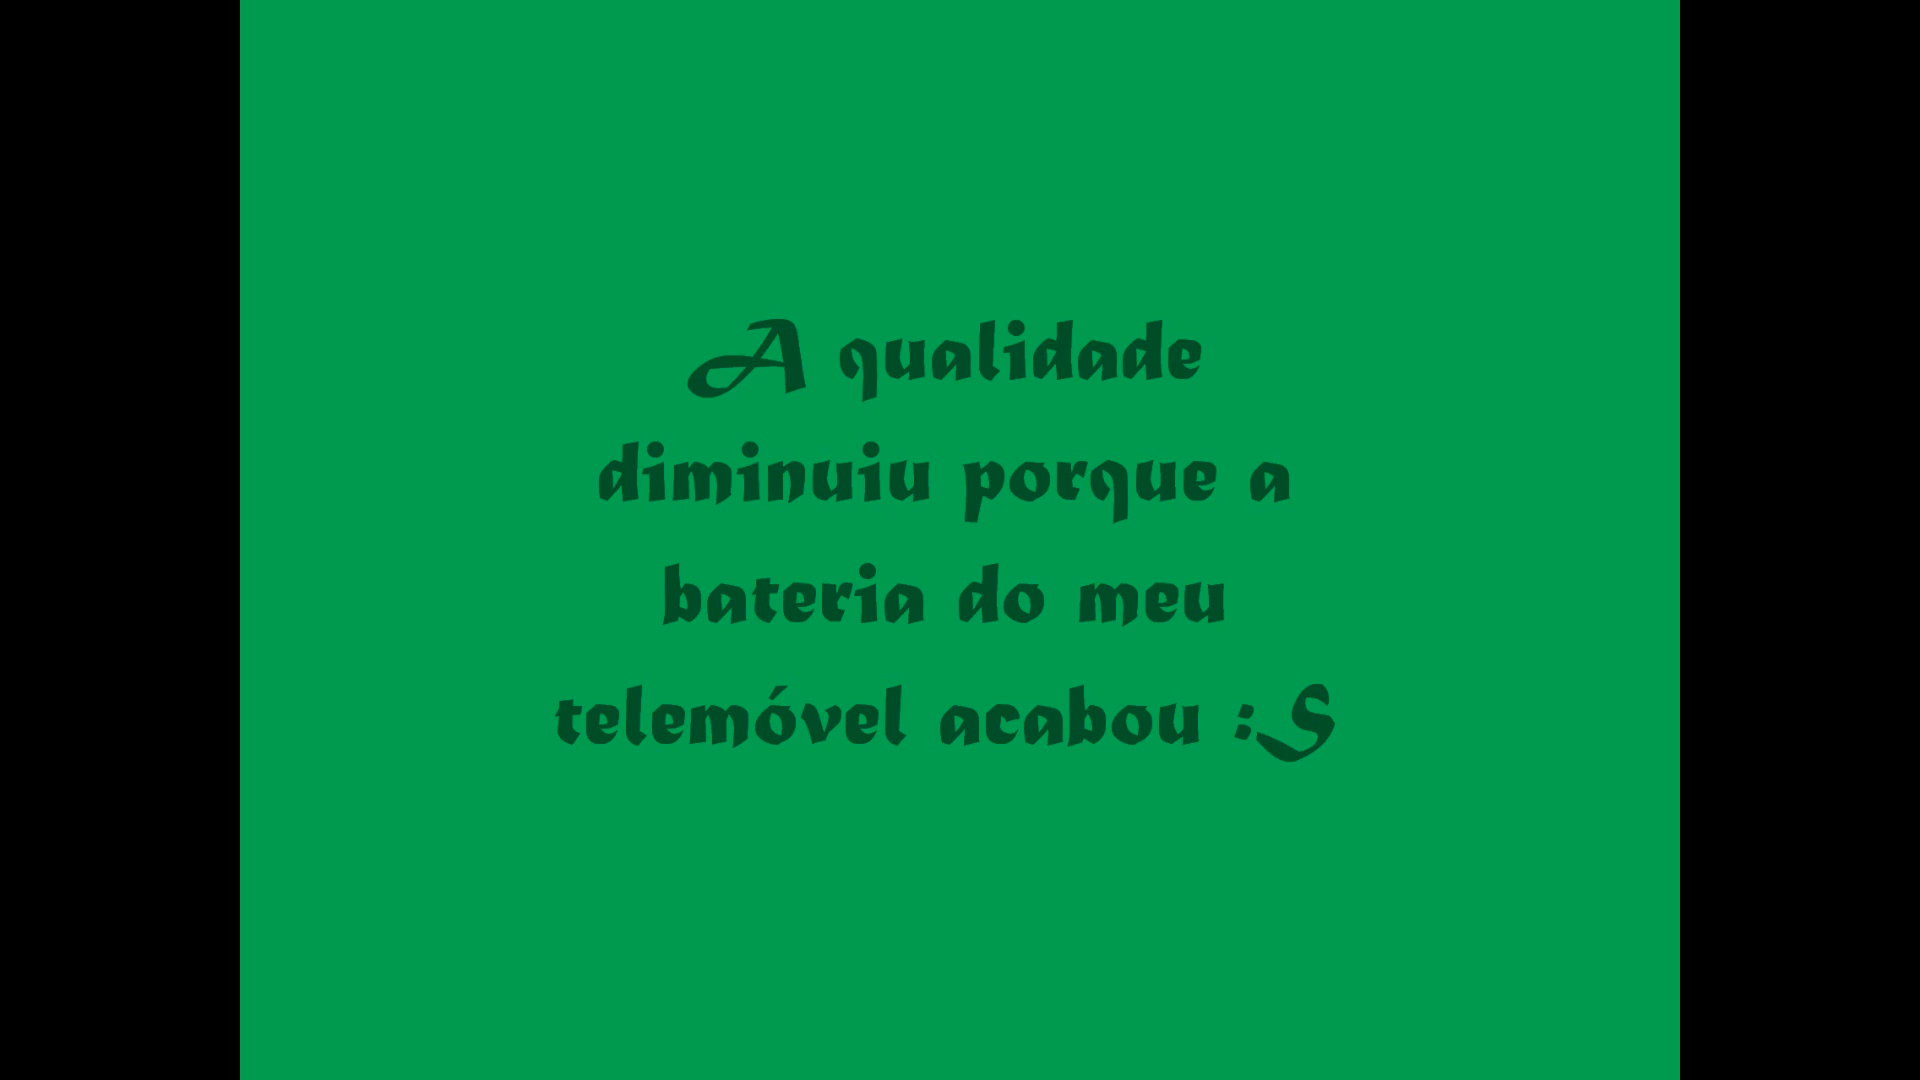 A qualidade
diminuiu porque a
bateria do meu
telemóvel acabou :S